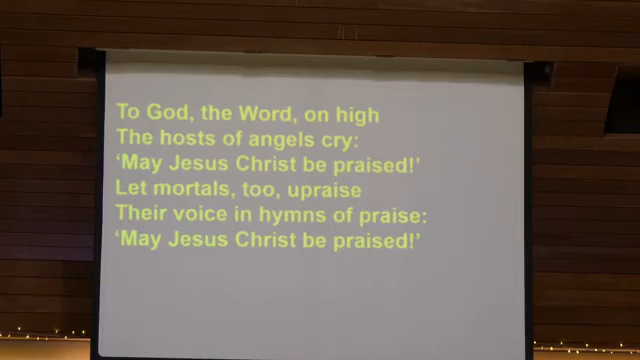 To God, the Word, on high
The hosts of angels cry:
‘May Jesus Christ be praised!’
Let mortals, too, upraise
Their voice in hymns of praise:
‘May Jesus Christ be praised!’